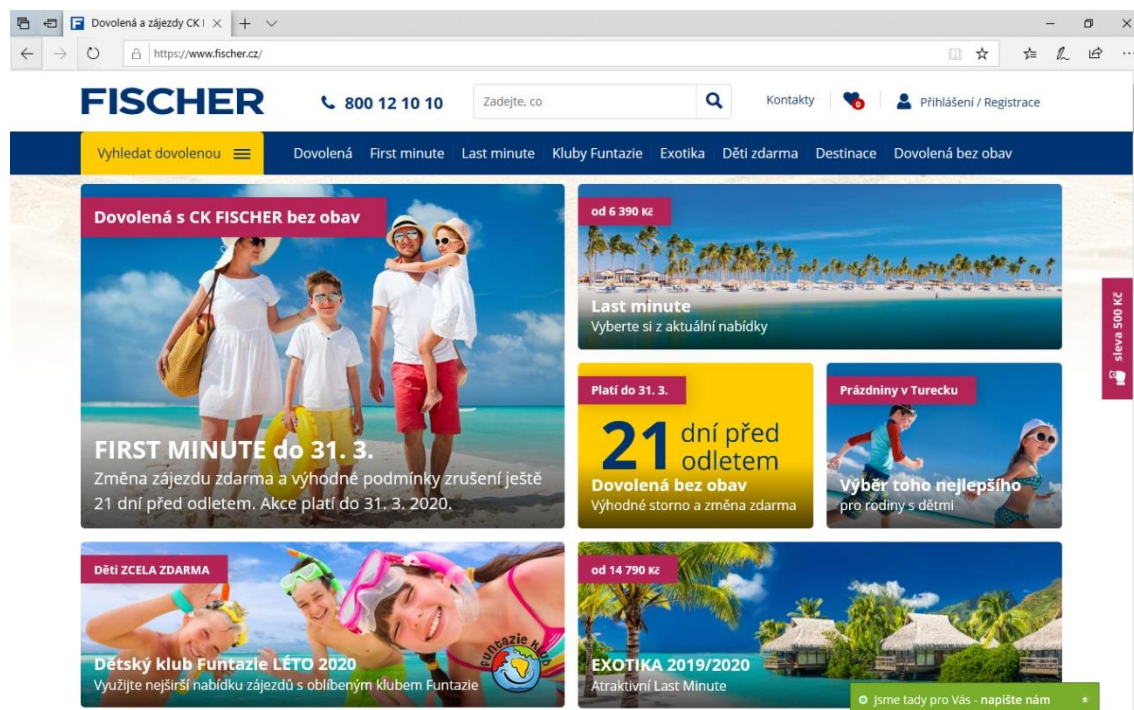 Dovolená a zájezdy CK I
https://www.fischer.cz/
FISCHER
800 12 10 10
Zadejte, co
Kontakty
0
Přihlášení / Registrace
Vyhledat dovolenou
Dovolená
First minute
Last minute
Kluby Funtazie
Exotika
Děti zdarma
Destinace
Dovolená bez obav
Dovolená s CK FISCHER bez obav
FIRST MINUTE do 31. 3.
Změna zájezdu zdarma a výhodné podmínky zrušení ještě
21 dní před odletem. Akce platí do 31. 3. 2020.
od 6 390 Kč
Last minute
Vyberte si z aktuální nabídky
sleva 500 Kč
Platí do 31. 3.
21 dní před
odletem
Dovolená bez obav
Výhodné storno a změna zdarma
Prázdniny v Turecku
Výběr toho nejlepšího
pro rodiny s dětmi
Děti ZCELA ZDARMA
Dětský klub Funtazie LÉTO 2020
Využijte nejširší nabídku zájezdů s oblíbeným klubem Funtazie
funtazie klub
od 14 790 Kč
EXOTIKA 2019/2020
Atraktivní Last Minute
Jsme tady pro Vás - napište nám